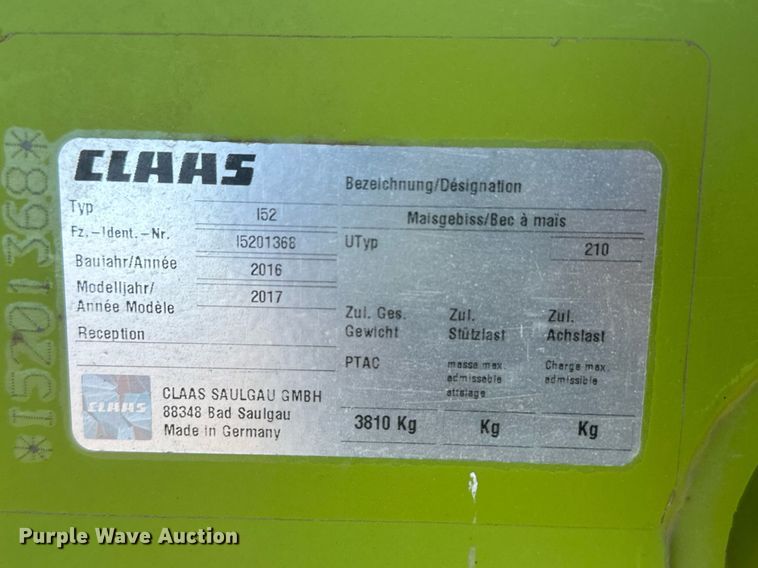 *I5201368*
CLAAS
Bezeichnung/Désignation
Typ I52 Maisgebiss/Bec à maïs
Fz.-Ident.-Nr. I5201368 UTyp 210
Baujahr/Année 2016
Modelljahr/
Année Modèle 2017
Reception
Zul. Ges. Zul. Zul.
Gewicht Stützlast Achslast
PTAC masse max. Charge max.
admissible admissible
attelage
3810 Kg Kg Kg
CLAAS
CLAAS SAULGAU GMBH
88348 Bad Saulgau
Made in Germany
Purple Wave Auction